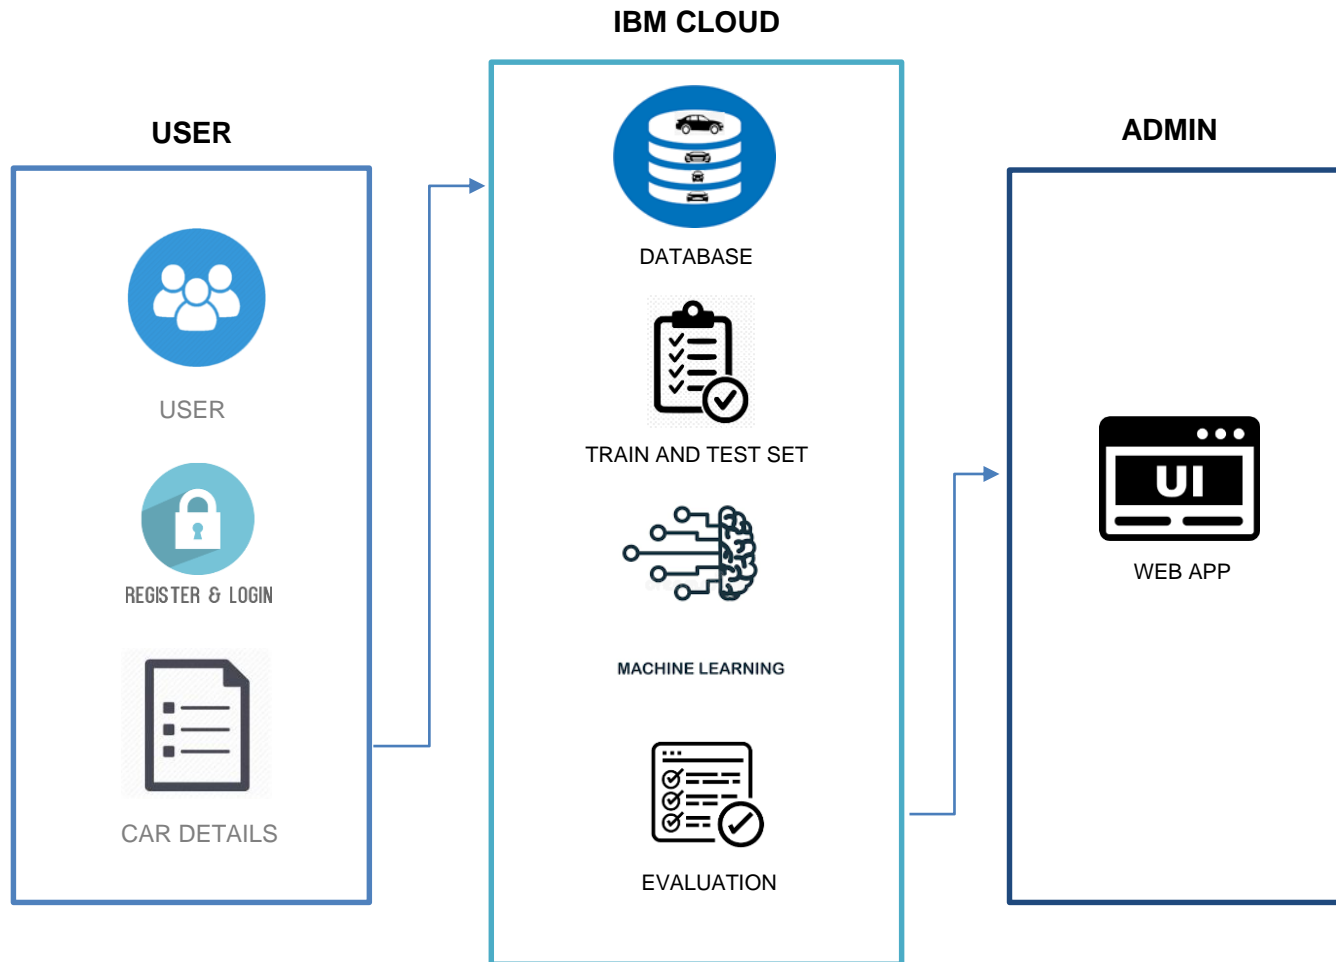 IBM CLOUD
USER
ADMIN
DATABASE
USER
TRAIN AND TEST SET
UI
WEB APP
REGISTER & LOGIN
MACHINE LEARNING
CAR DETAILS
EVALUATION